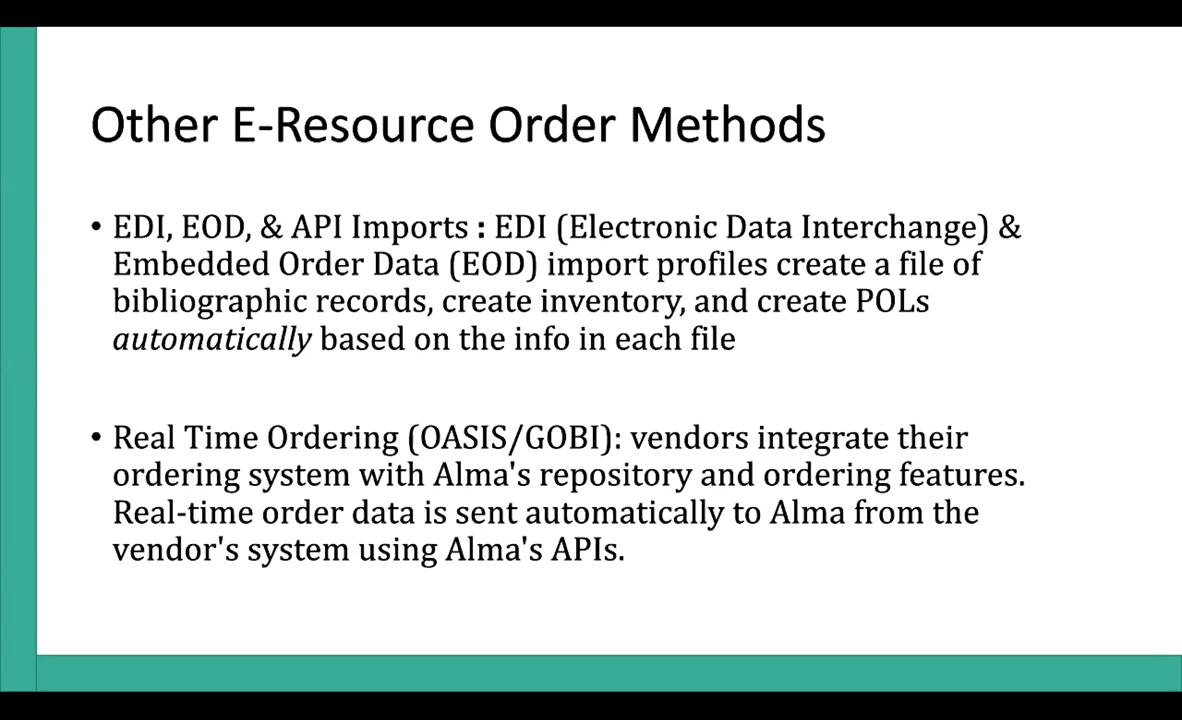 Other E-Resource Order Methods
• EDI, EOD, & API Imports : EDI (Electronic Data Interchange) &
Embedded Order Data (EOD) import profiles create a file of
bibliographic records, create inventory, and create POLs
automatically based on the info in each file
• Real Time Ordering (OASIS/GOBI): vendors integrate their
ordering system with Alma's repository and ordering features.
Real-time order data is sent automatically to Alma from the
vendor's system using Alma's APIs.